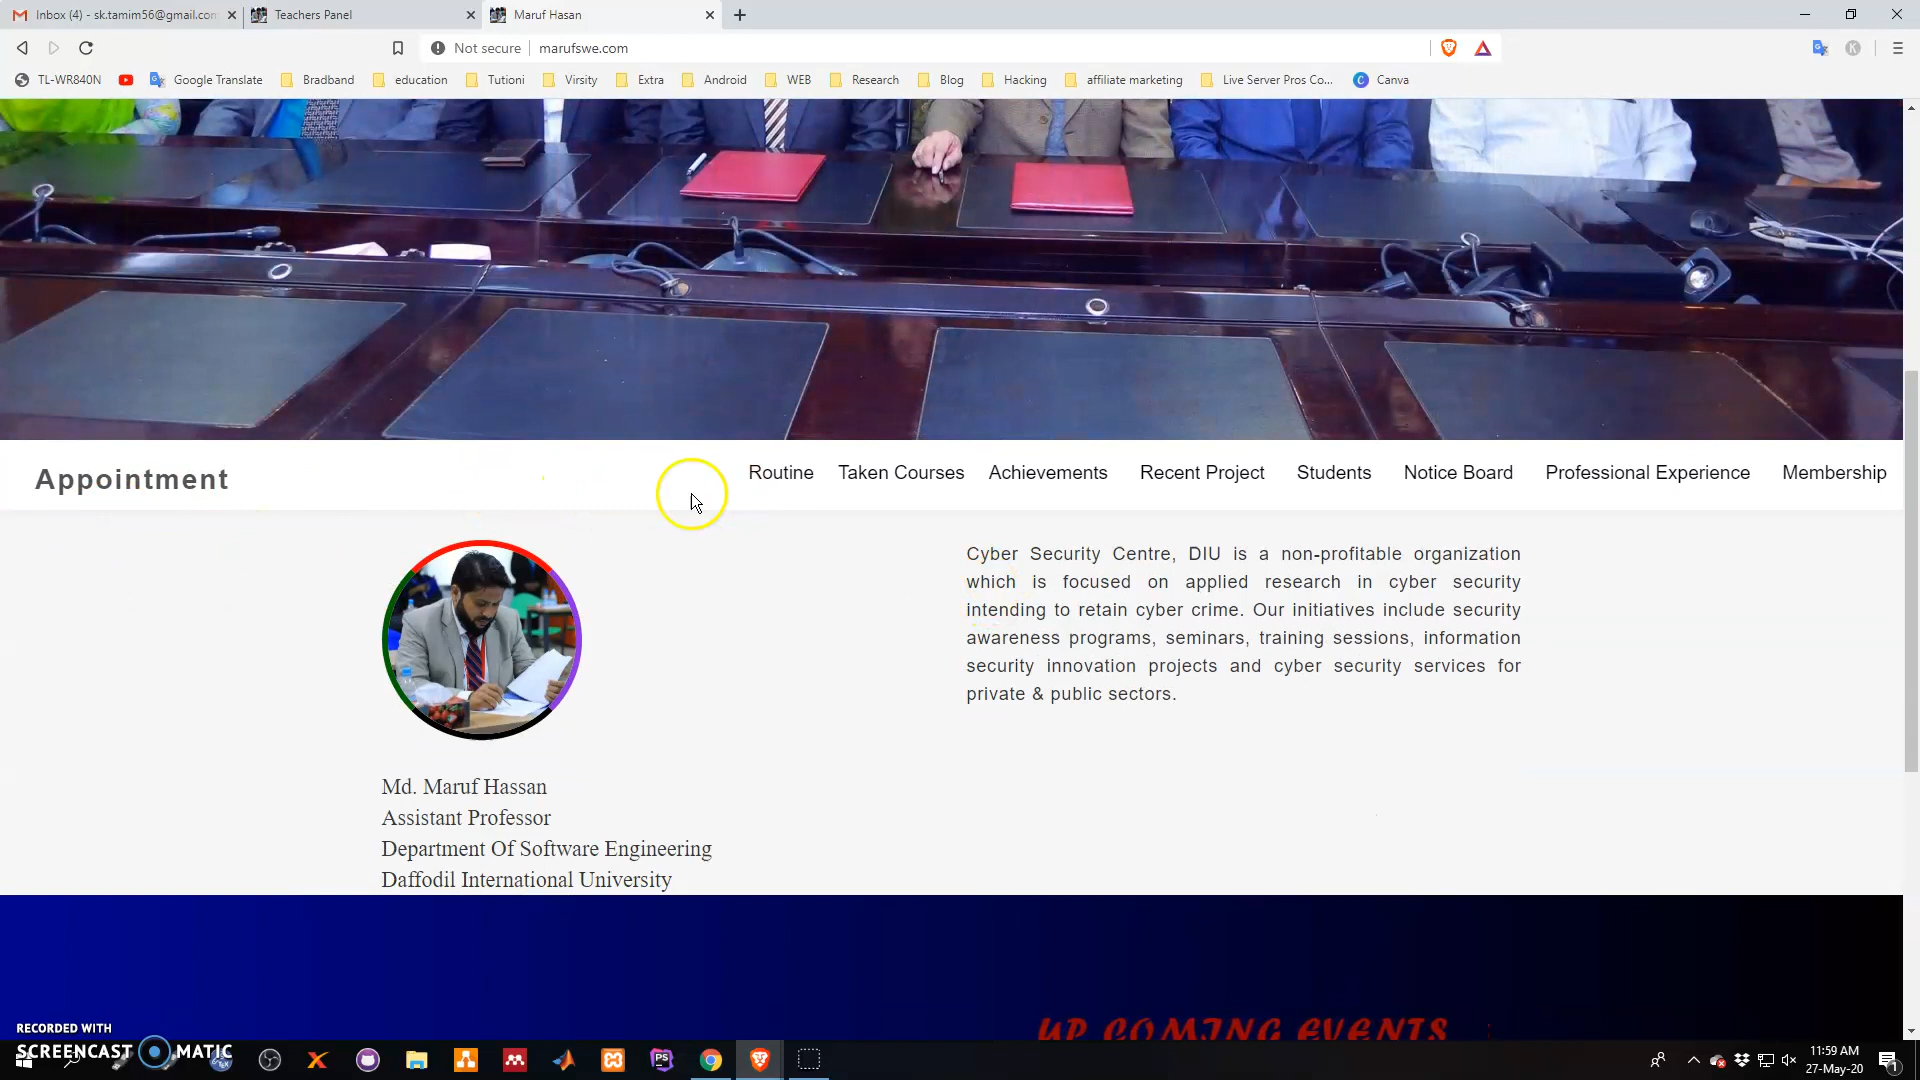 Inbox (4) - sk.tamim56@gmail.con
Teachers Panel
Maruf Hasan
Not secure
marufswe.com
TL-WR840N
Google Translate
Bradband
education
Tutioni
Virsity
Extra
Android
WEB
Research
Blog
Hacking
affiliate marketing
Live Server Pros Co...
Canva
Appointment
Routine
Taken Courses
Achievements
Recent Project
Students
Notice Board
Professional Experience
Membership
Cyber Security Centre, DIU is a non-profitable organization
which is focused on applied research in cyber security
intending to retain cyber crime. Our initiatives include security
awareness programs, seminars, training sessions, information
security innovation projects and cyber security services for
private & public sectors.
Md. Maruf Hassan
Assistant Professor
Department Of Software Engineering
Daffodil International University
UP COMING EVENTS
RECORDED WITH
SCREENCAST MATIC
11:59 AM
27-May-20